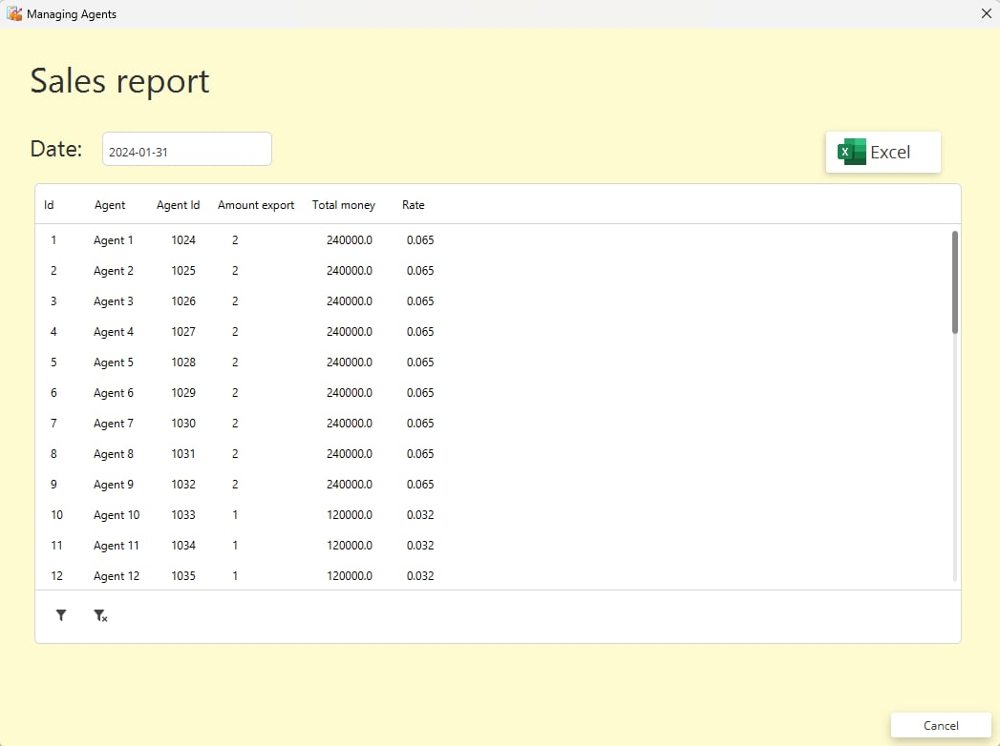 Managing Agents
Sales report
Date: 2024-01-31
X Excel
Id Agent Agent Id Amount export Total money Rate
1 Agent 1 1024 2 240000.0 0.065
2 Agent 2 1025 2 240000.0 0.065
3 Agent 3 1026 2 240000.0 0.065
4 Agent 4 1027 2 240000.0 0.065
5 Agent 5 1028 2 240000.0 0.065
6 Agent 6 1029 2 240000.0 0.065
7 Agent 7 1030 2 240000.0 0.065
8 Agent 8 1031 2 240000.0 0.065
9 Agent 9 1032 2 240000.0 0.065
10 Agent 10 1033 1 120000.0 0.032
11 Agent 11 1034 1 120000.0 0.032
12 Agent 12 1035 1 120000.0 0.032
Cancel